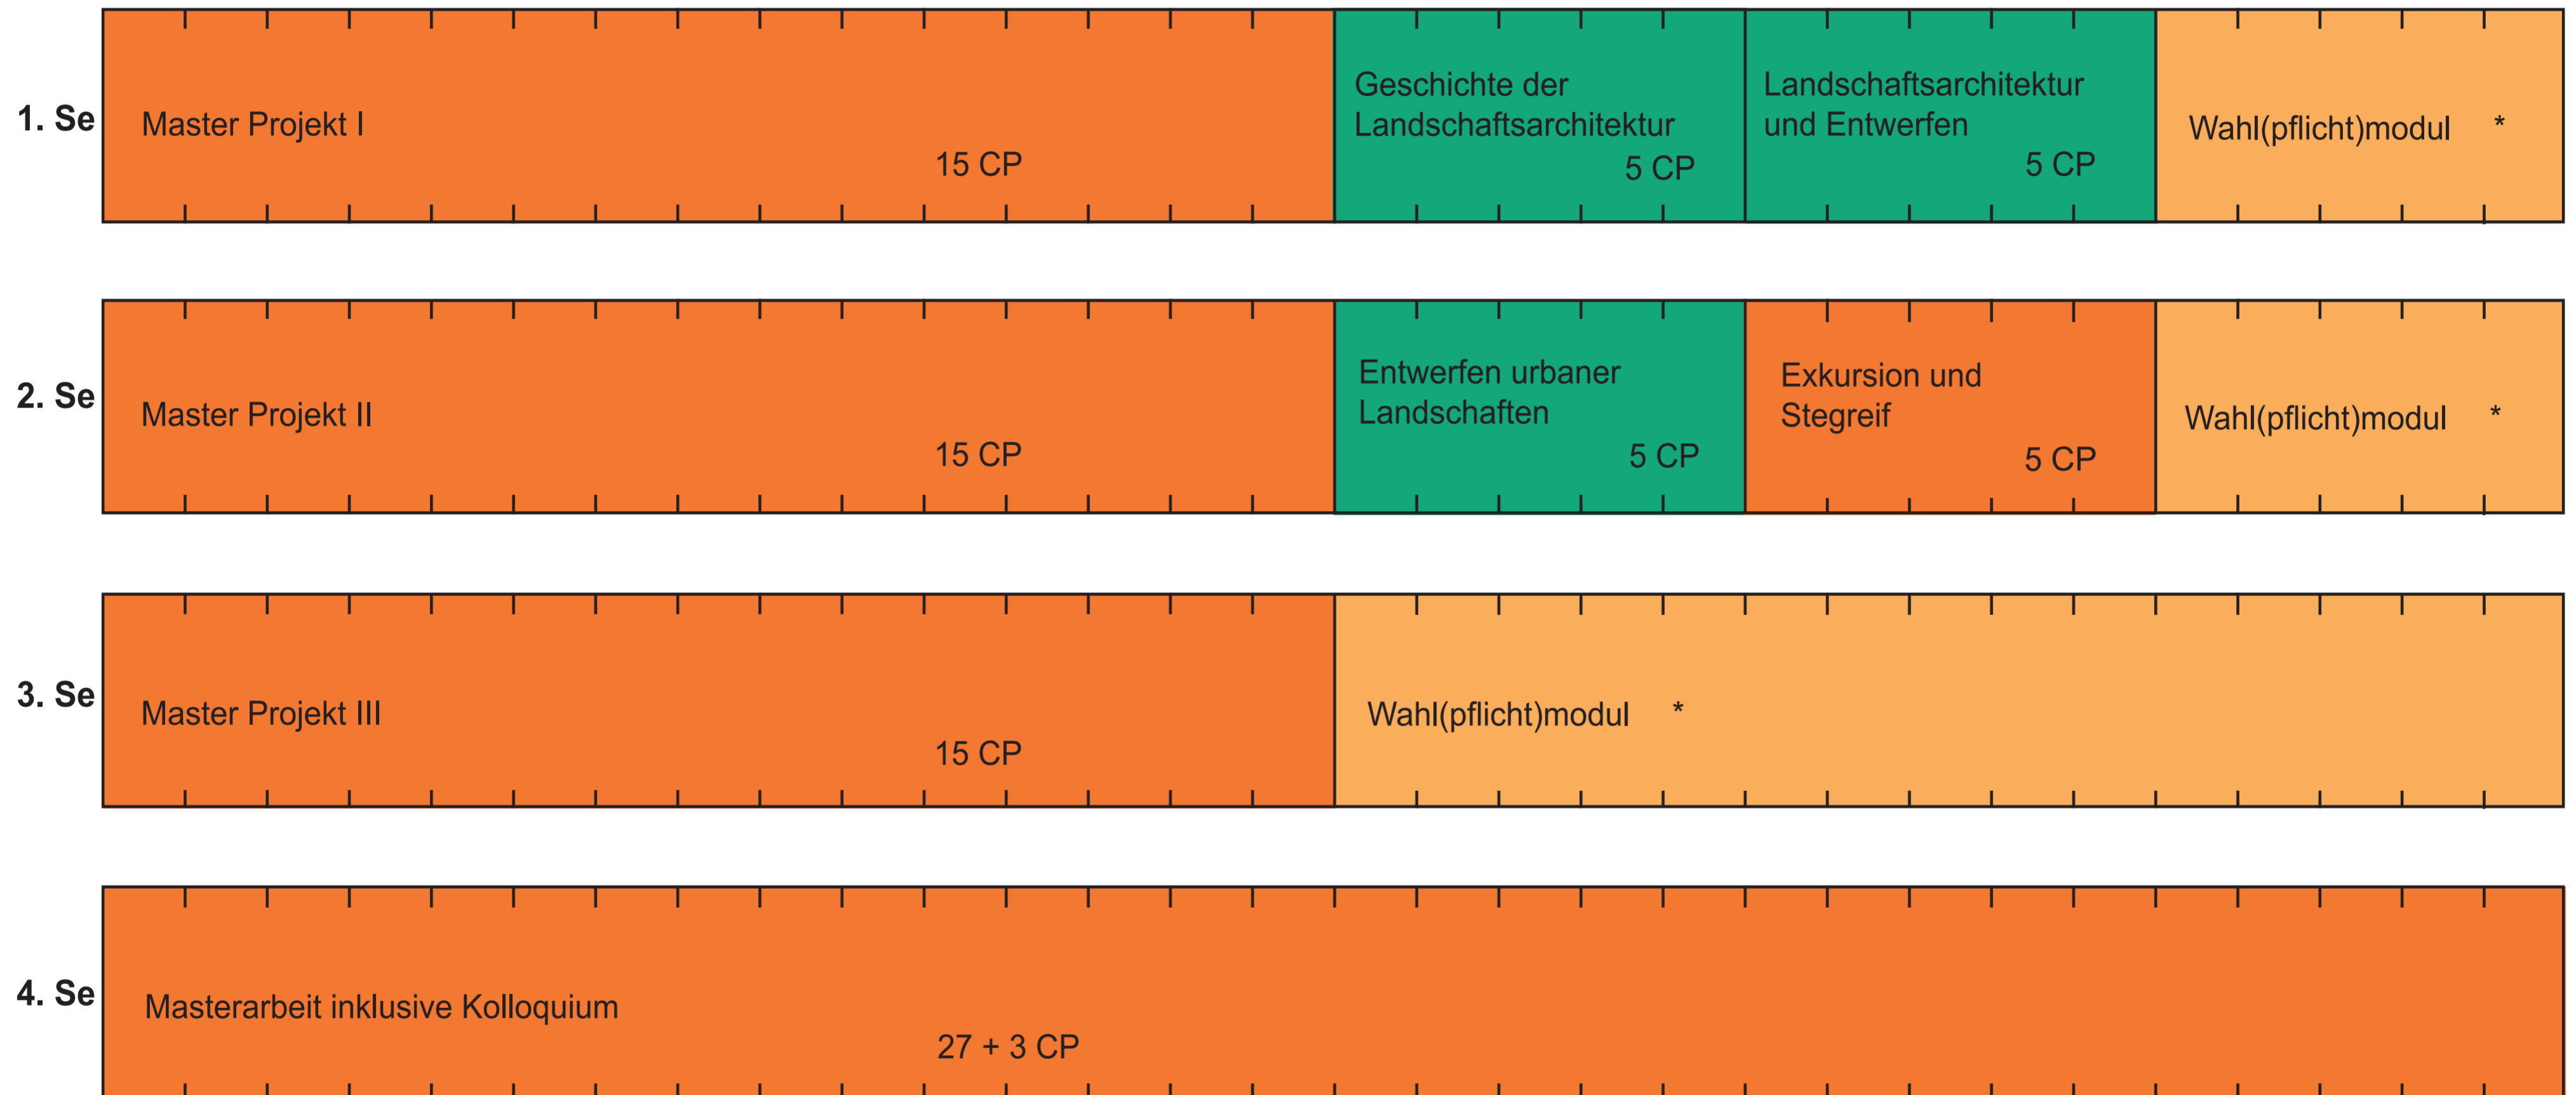 1. Se
Master Projekt I
15 CP
Geschichte der
Landschaftsarchitektur
5 CP
Landschaftsarchitektur
und Entwerfen
5 CP
Wahl(pflicht)modul *
2. Se
Master Projekt II
15 CP
Entwerfen urbaner
Landschaften
5 CP
Exkursion und
Stegreif
5 CP
Wahl(pflicht)modul *
3. Se
Master Projekt III
15 CP
Wahl(pflicht)modul *
4. Se
Masterarbeit inklusive Kolloquium
27 + 3 CP